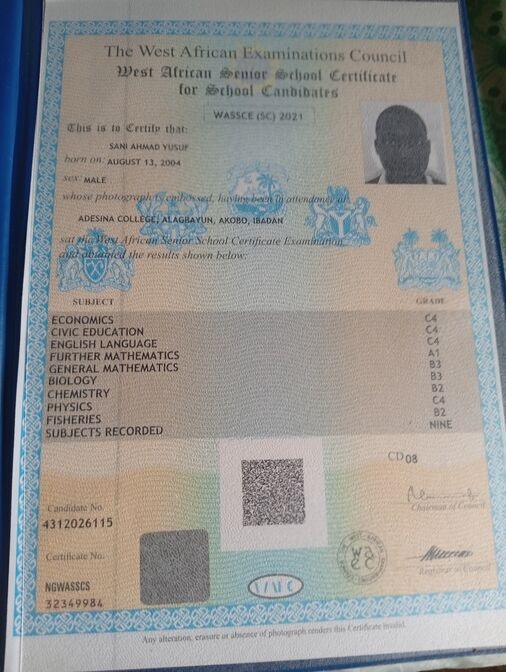 The West African Examinations Council
West African Senior School Certificate
for School Candidates
WASSCE (SC) 2021
This is to Certify that:
SANI AHMAD YUSUF
born on: AUGUST 13, 2004
sex: MALE
whose photograph is embossed, having been in attendance at:
ADESINA COLLEGE, ALAGBAYUN, AKOBO, IBADAN
sat the West African Senior School Certificate Examination
and obtained the results shown below:
SUBJECT GRADE
ECONOMICS C4
CIVIC EDUCATION C4
ENGLISH LANGUAGE C4
FURTHER MATHEMATICS A1
GENERAL MATHEMATICS B3
BIOLOGY B3
CHEMISTRY B2
PHYSICS C4
FISHERIES B2
SUBJECTS RECORDED NINE
CD 08
Candidate No.
4312026115
Chairman of Council
Certificate No.
NGWASSCS
32349984
Registrar to Council
WAEC
Any alteration, erasure or absence of photograph renders this Certificate invalid.